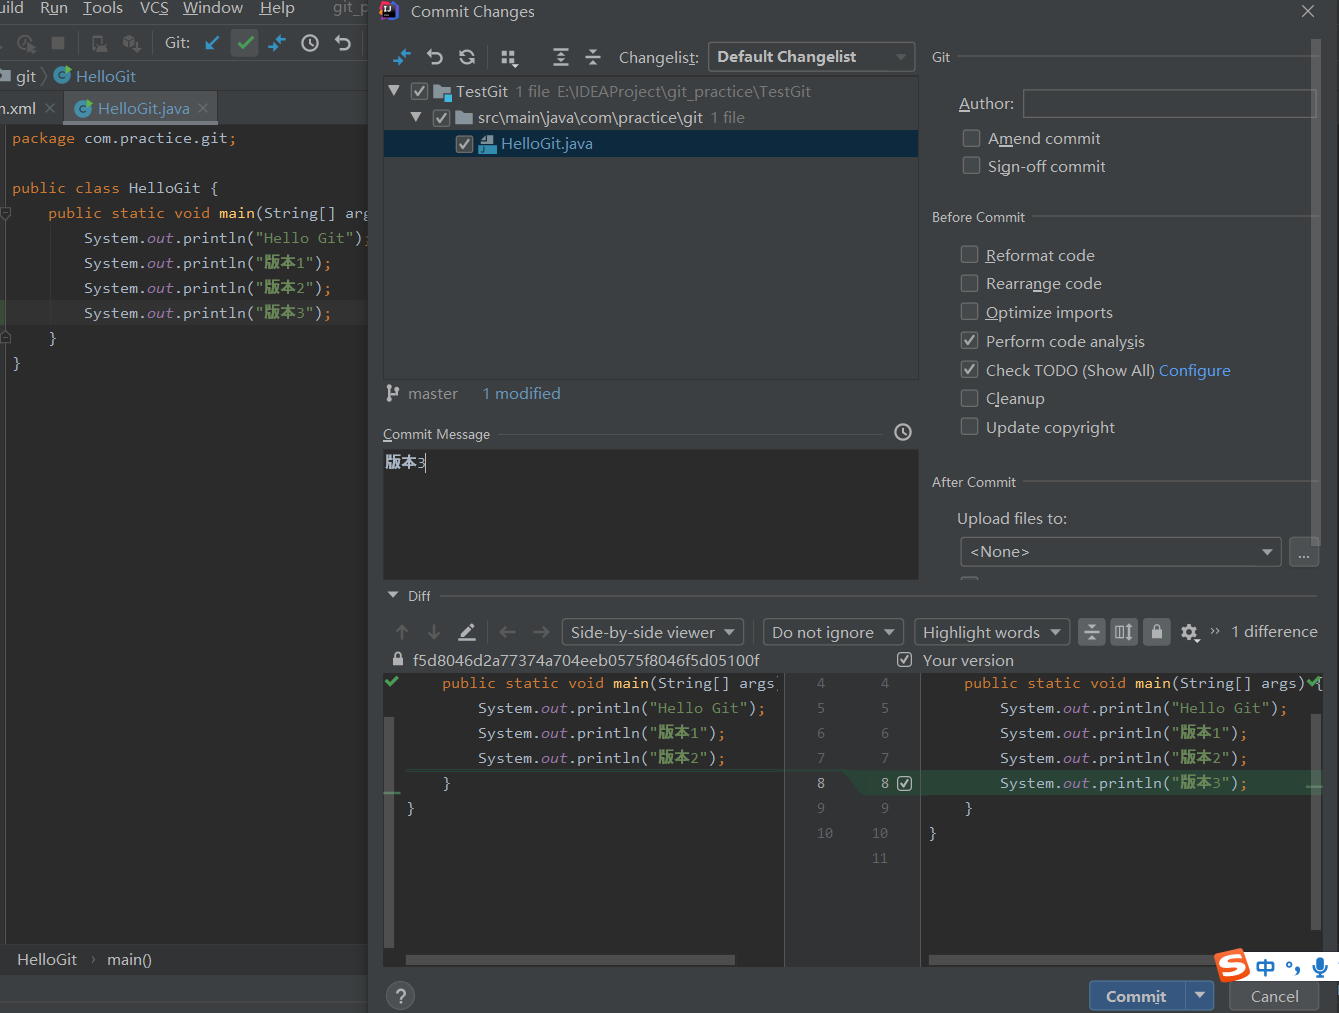 uild Run Tools VCS Window Help git_p
Git:
git HelloGit
n.xml HelloGit.java
package com.practice.git;
public class HelloGit {
public static void main(String[] arg
System.out.println("Hello Git");
System.out.println("版本1");
System.out.println("版本2");
System.out.println("版本3");
}
}
HelloGit main()
Commit Changes
Changelist: Default Changelist
TestGit 1 file E:\IDEAProject\git_practice\TestGit
src\main\java\com\practice\git 1 file
HelloGit.java
master 1 modified
Commit Message
版本3
Git
Author:
Amend commit
Sign-off commit
Before Commit
Reformat code
Rearrange code
Optimize imports
Perform code analysis
Check TODO (Show All) Configure
Cleanup
Update copyright
After Commit
Upload files to:
<None> ...
Diff
Side-by-side viewer Do not ignore Highlight words 1 difference
f5d8046d2a77374a704eeb0575f8046f5d05100f Your version
public static void main(String[] args) 4 4 public static void main(String[] args) {
System.out.println("Hello Git"); 5 5 System.out.println("Hello Git");
System.out.println("版本1"); 6 6 System.out.println("版本1");
System.out.println("版本2"); 7 7 System.out.println("版本2");
} 8 8 System.out.println("版本3");
} 9 9 }
10 10 }
11
中
? Commit Cancel